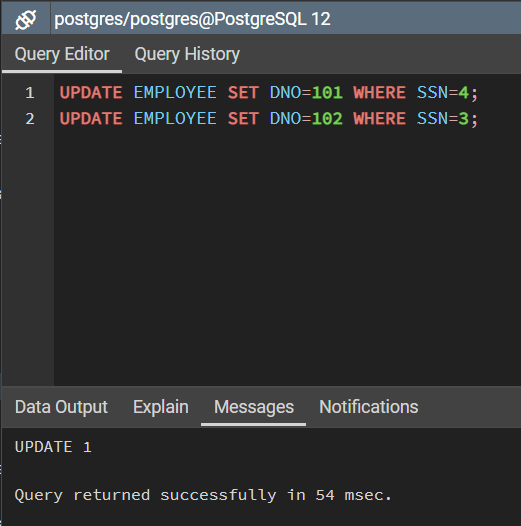 postgres/postgres@PostgreSQL 12
Query Editor Query History
1 UPDATE EMPLOYEE SET DNO=101 WHERE SSN=4;
2 UPDATE EMPLOYEE SET DNO=102 WHERE SSN=3;
Data Output Explain Messages Notifications
UPDATE 1
Query returned successfully in 54 msec.